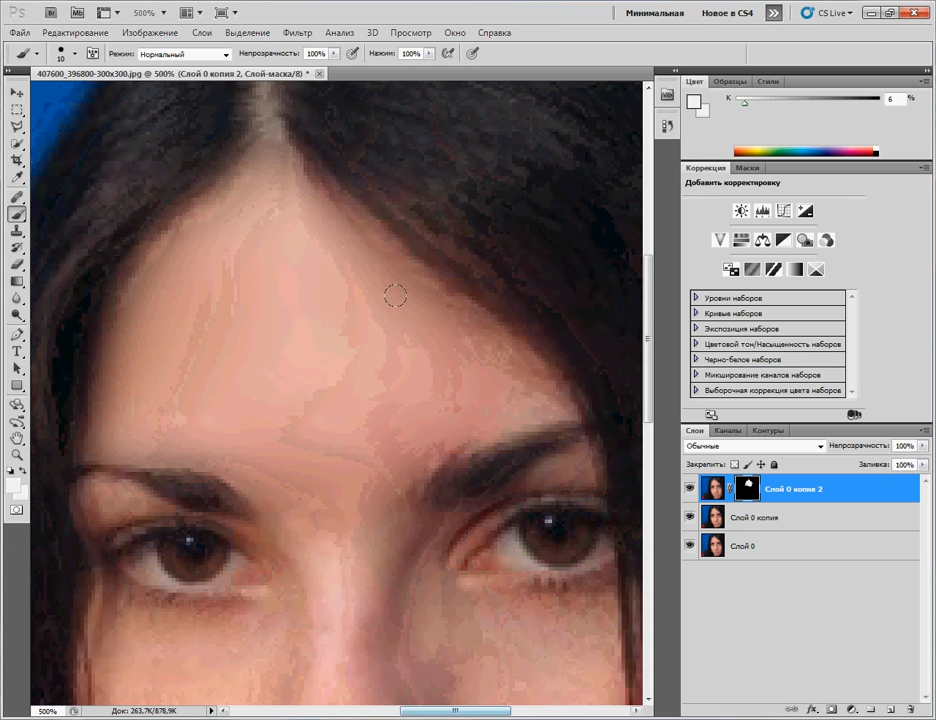 Ps Br Mb 500% Минимальная Новое в CS4 CS Live
Файл Редактирование Изображение Слои Выделение Фильтр Анализ 3D Просмотр Окно Справка
10 Режим: Нормальный Непрозрачность: 100% Нажим: 100%
407600_396800-300x300.jpg @ 500% (Слой 0 копия 2, Слой-маска/8) *
Цвет Образцы Стили
K 6 %
Коррекция Маски
Добавить корректировку
Уровни наборов
Кривые наборов
Экспозиция наборов
Цветовой тон/Насыщенность наборов
Черно-белое наборов
Микширование каналов наборов
Выборочная коррекция цвета наборов
Слои Каналы Контуры
Обычные Непрозрачность: 100%
Закрепить: Заливка: 100%
Слой 0 копия 2
Слой 0 копия
Слой 0
500% Док: 263,7K/878,9K